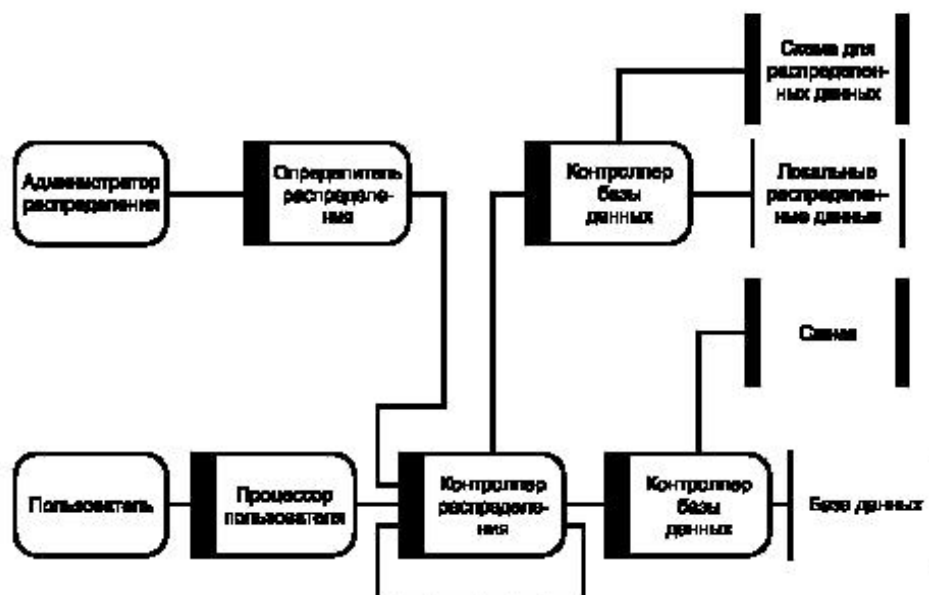 Схема для
распределен-
ных данных
Администратор
распределения
Определитель
распределе-
ния
Контроллер
базы
данных
Локальные
распределен-
ные данных
Схема
Пользователь
Процессор
пользователя
Контроллер
распределе-
ния
Контроллер
базы
данных
База данных